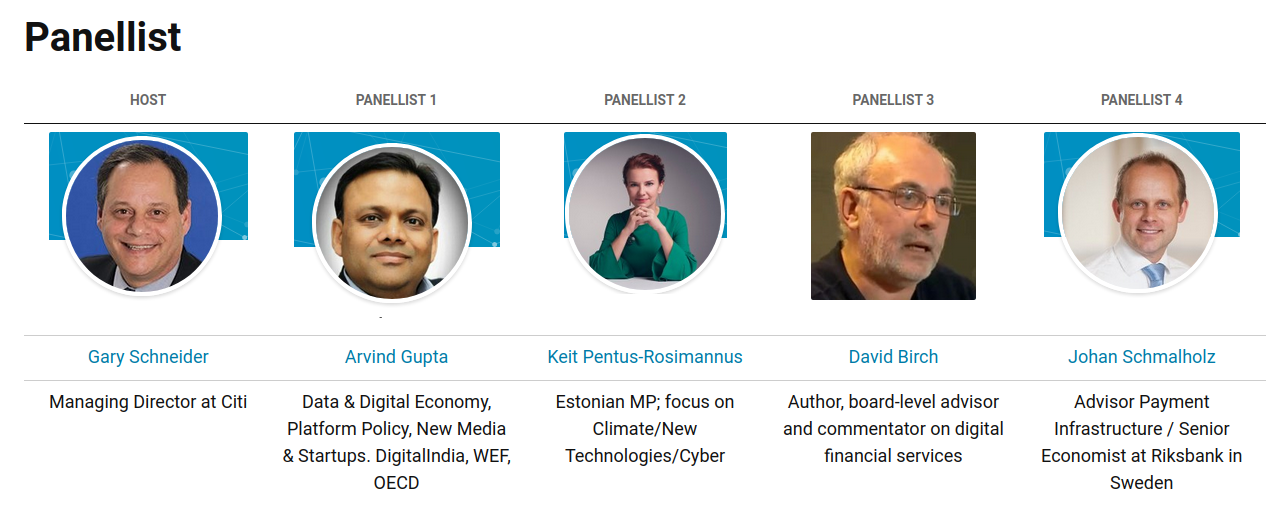 Panellist
HOST
PANELLIST 1
PANELLIST 2
PANELLIST 3
PANELLIST 4
Gary Schneider
Arvind Gupta
Keit Pentus-Rosimannus
David Birch
Johan Schmalholz
Managing Director at Citi
Data & Digital Economy,
Platform Policy, New Media
& Startups. DigitalIndia, WEF,
OECD
Estonian MP; focus on
Climate/New
Technologies/Cyber
Author, board-level advisor
and commentator on digital
financial services
Advisor Payment
Infrastructure / Senior
Economist at Riksbank in
Sweden